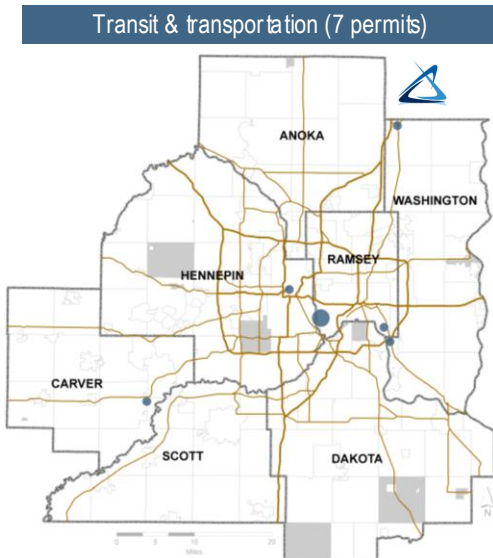 Transit & transportation (7 permits)
ANOKA
WASHINGTON
RAMSEY
HENNEPIN
CARVER
SCOTT
DAKOTA
N
0 5 10 20
Miles